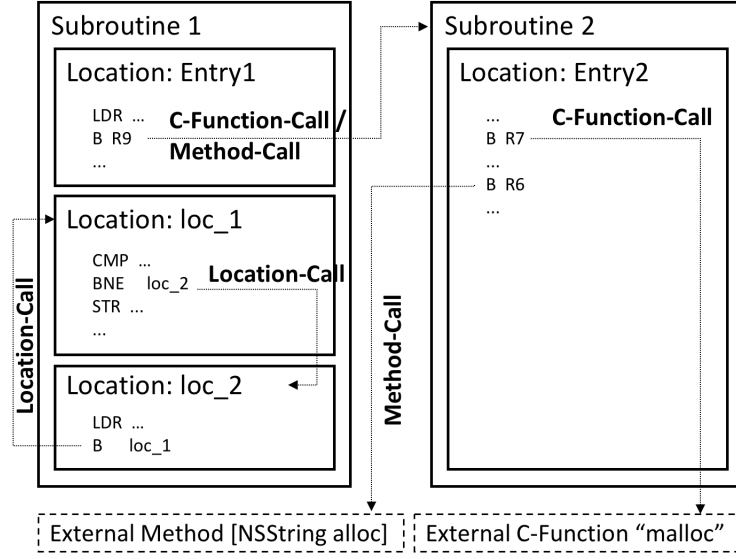 Subroutine 1
Location: Entry1
LDR ...
B R9
...
C-Function-Call /
Method-Call
Location: loc_1
CMP ...
BNE loc_2
STR ...
...
Location-Call
Location: loc_2
LDR ...
B loc_1
Location-Call
Subroutine 2
Location: Entry2
...
B R7
...
B R6
...
C-Function-Call
Method-Call
External Method [NSString alloc]
External C-Function “malloc”